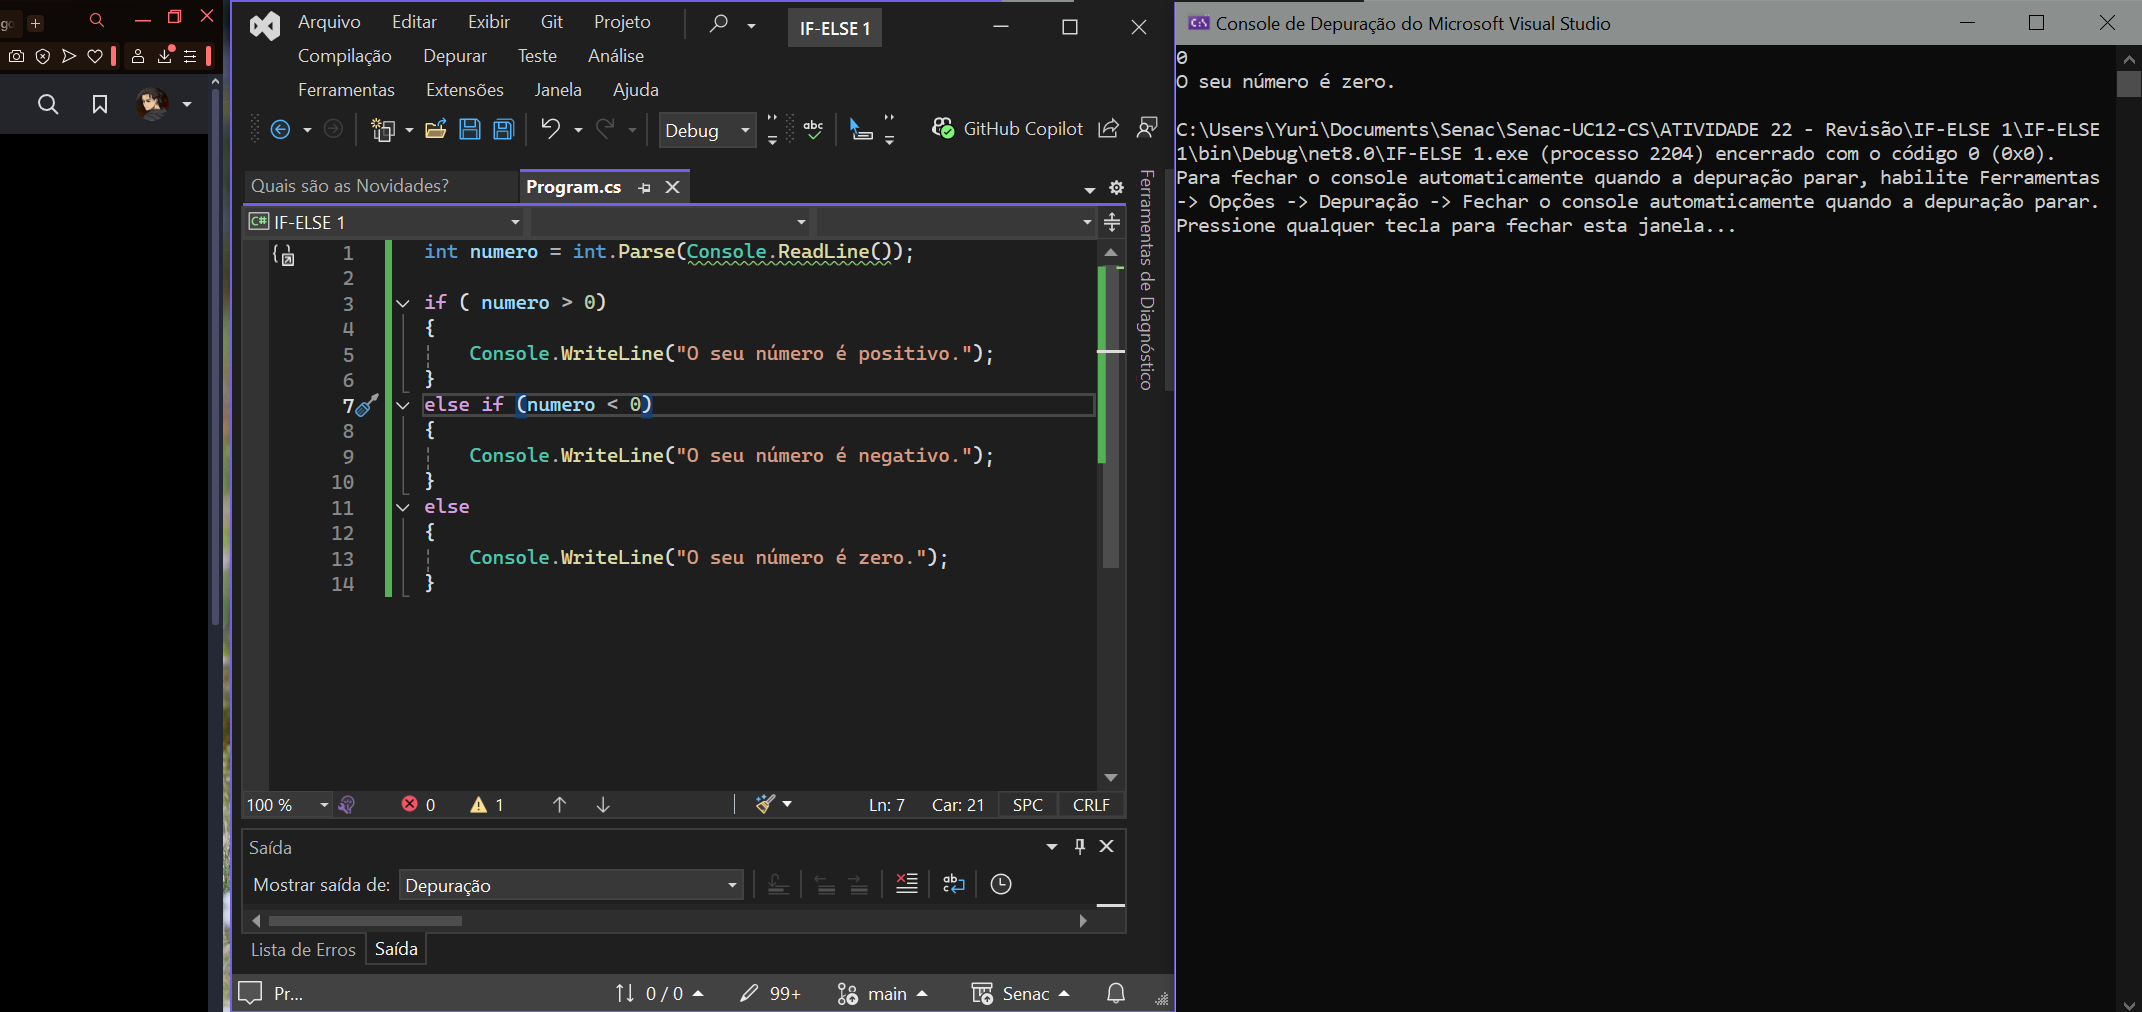 Arquivo Editar Exibir Git Projeto
IF-ELSE 1
Compilação Depurar Teste Análise
Ferramentas Extensões Janela Ajuda
Debug
GitHub Copilot
Quais são as Novidades?
Program.cs
IF-ELSE 1
1 int numero = int.Parse(Console.ReadLine());
2
3 if ( numero > 0)
4 {
5 Console.WriteLine("O seu número é positivo.");
6 }
7 else if (numero < 0)
8 {
9 Console.WriteLine("O seu número é negativo.");
10 }
11 else
12 {
13 Console.WriteLine("O seu número é zero.");
14 }
Ferramentas de Diagnóstico
100 % 0 1 Ln: 7 Car: 21 SPC CRLF
Saída
Mostrar saída de: Depuração
Lista de Erros Saída
Pr... 0 / 0 99+ main Senac
Console de Depuração do Microsoft Visual Studio
0
O seu número é zero.
C:\Users\Yuri\Documents\Senac\Senac-UC12-CS\ATIVIDADE 22 - Revisão\IF-ELSE 1\IF-ELSE
1\bin\Debug\net8.0\IF-ELSE 1.exe (processo 2204) encerrado com o código 0 (0x0).
Para fechar o console automaticamente quando a depuração parar, habilite Ferramentas
-> Opções -> Depuração -> Fechar o console automaticamente quando a depuração parar.
Pressione qualquer tecla para fechar esta janela...